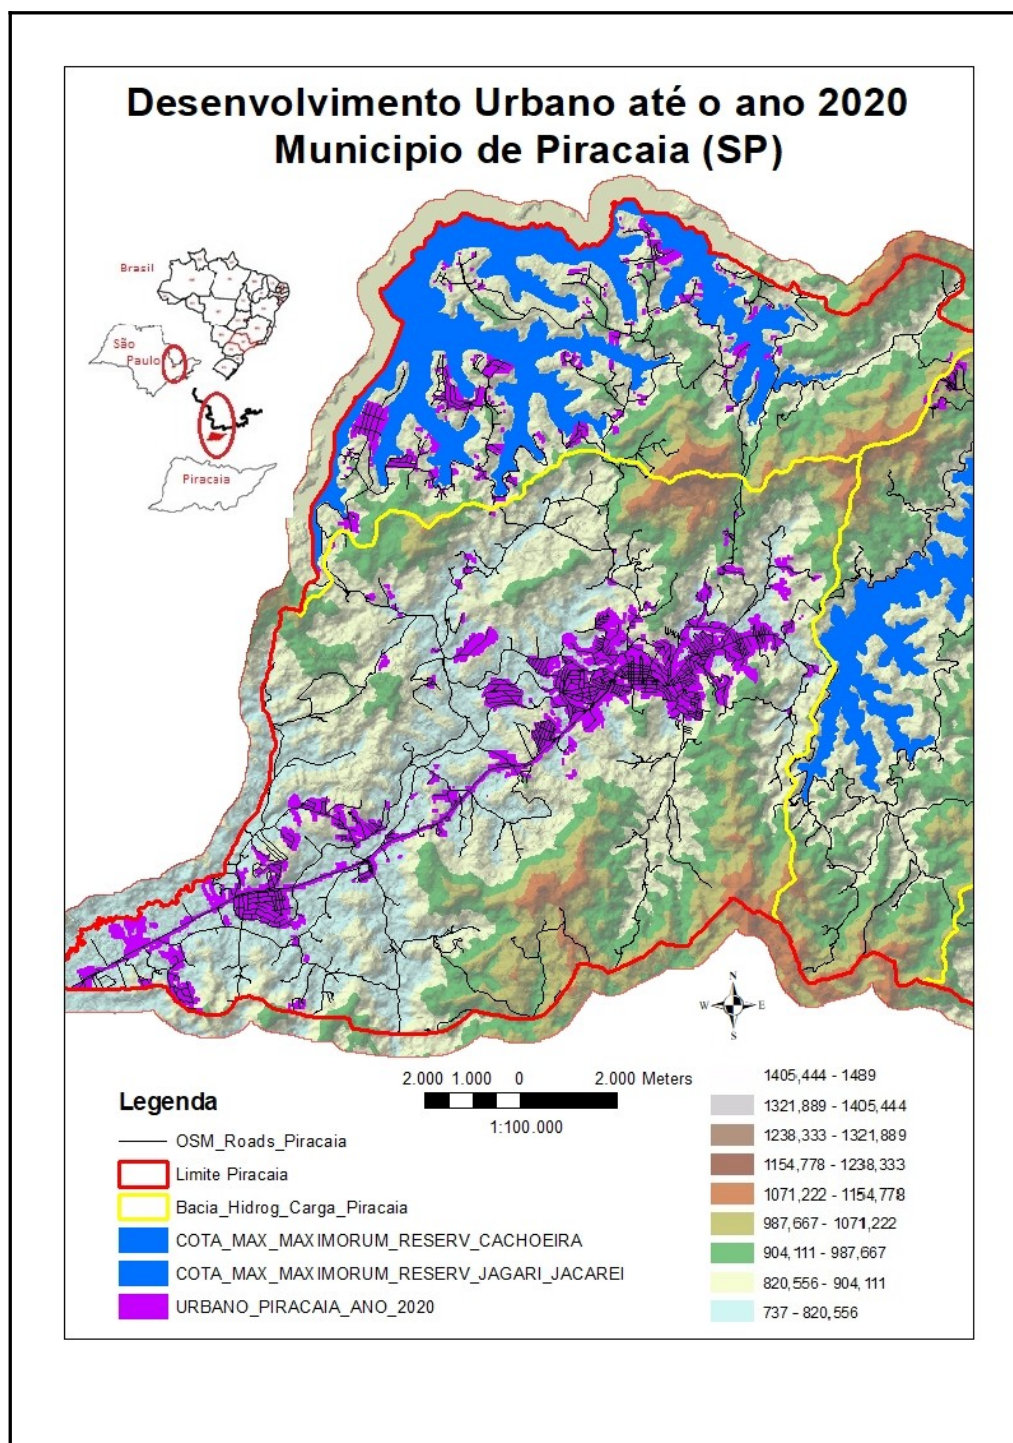 Desenvolvimento Urbano até o ano 2020
Municipio de Piracaia (SP)
Brasil
São
Paulo
Piracaia
N
W E
S
2.000 1.000 0 2.000 Meters
1:100.000
Legenda
OSM_Roads_Piracaia
Limite Piracaia
Bacia_Hidrog_Carga_Piracaia
COTA_MAX_MAXIMORUM_RESERV_CACHOEIRA
COTA_MAX_MAXIMORUM_RESERV_JAGARI_JACAREI
URBANO_PIRACAIA_ANO_2020
1405,444 - 1489
1321,889 - 1405,444
1238,333 - 1321,889
1154,778 - 1238,333
1071,222 - 1154,778
987,667 - 1071,222
904,111 - 987,667
820,556 - 904,111
737 - 820,556